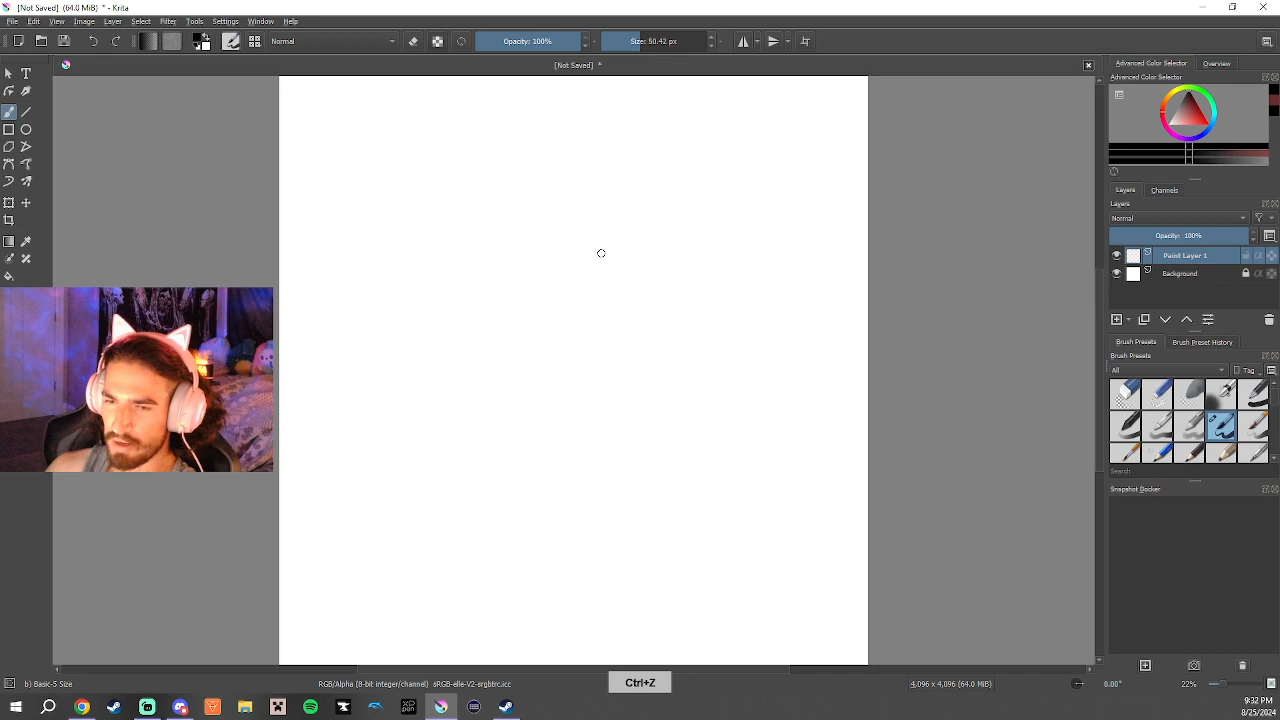 [Not Saved] (64.0 MiB) * - Krita
File Edit View Image Layer Select Filter Tools Settings Window Help
Normal
Opacity: 100%
Size: 50.42 px
[Not Saved] *
Advanced Color Selector
Overview
Advanced Color Selector
Layers
Channels
Layers
Normal
Opacity: 100%
Paint Layer 1
Background
Brush Presets
Brush Preset History
Brush Presets
All
Tag
Search
Snapshot Docker
Ctrl+Z
b) Basic-5 Size
RGB/Alpha (8-bit integer/channel) sRGB-elle-V2-srgbtrc.icc
4,096 x 4,096 (64.0 MiB)
0.00°
22%
XDPON
9:32 PM
8/25/2024